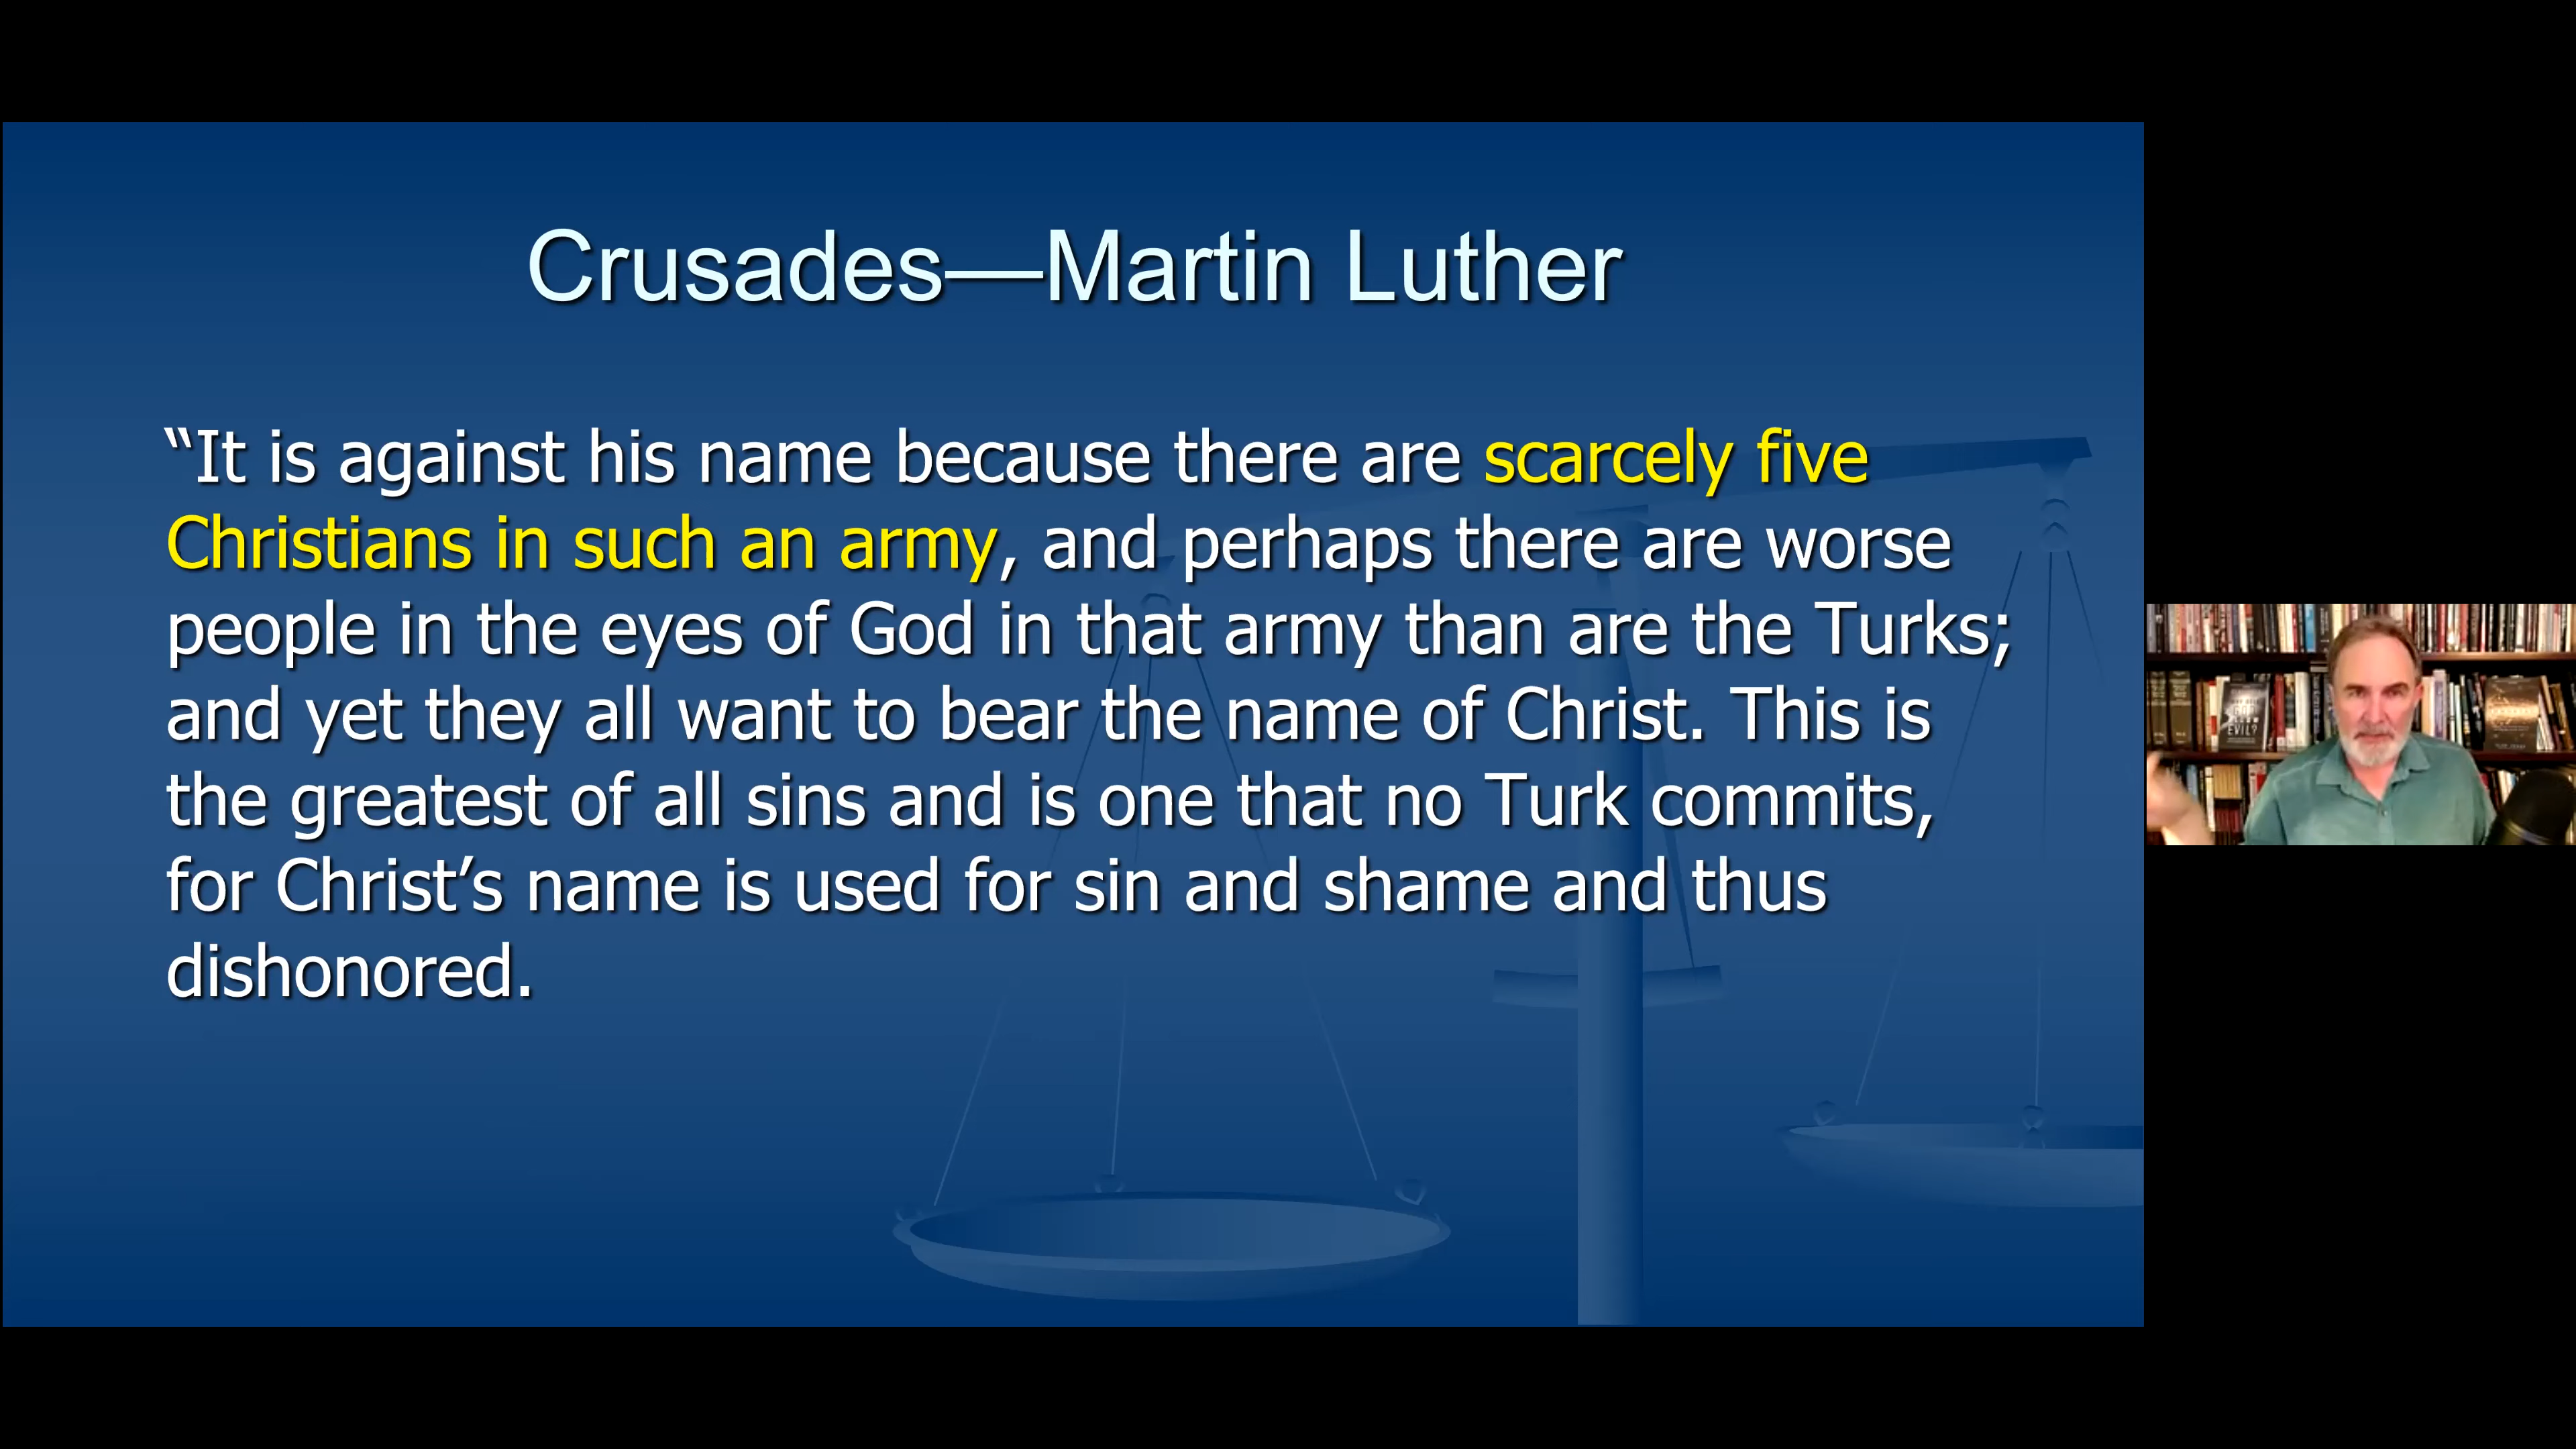 Crusades—Martin Luther
“It is against his name because there are scarcely five
Christians in such an army, and perhaps there are worse
people in the eyes of God in that army than are the Turks;
and yet they all want to bear the name of Christ. This is
the greatest of all sins and is one that no Turk commits,
for Christ’s name is used for sin and shame and thus
dishonored.
GOD
EVIL?